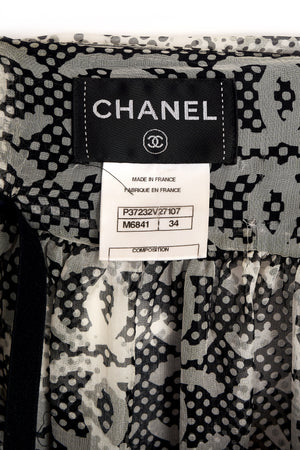 CHANEL
MADE IN FRANCE
FABRIQUE EN FRANCE
P37232V27107
M6841 34
COMPOSITION